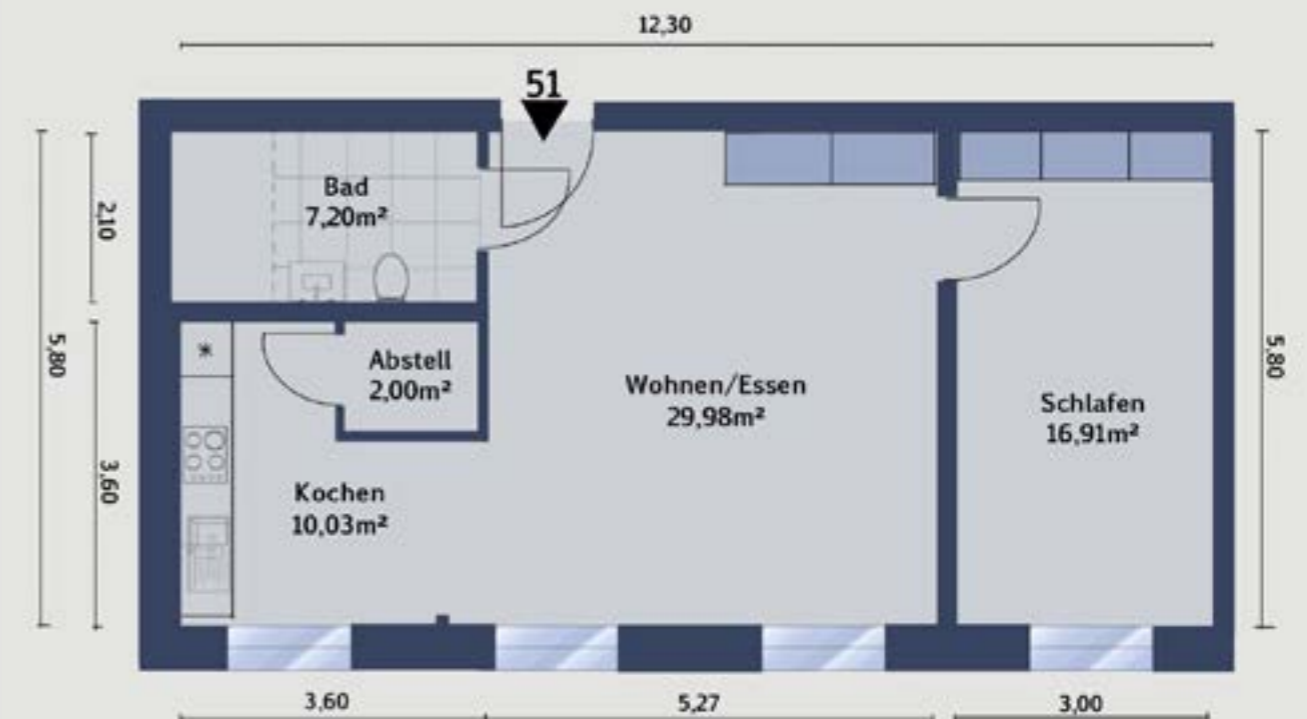 12,30
51
Bad
7,20m²
2,10
5,80
Abstell
2,00m²
Wohnen/Essen
29,98m²
Schlafen
16,91m²
5,80
3,60
Kochen
10,03m²
3,60
5,27
3,00